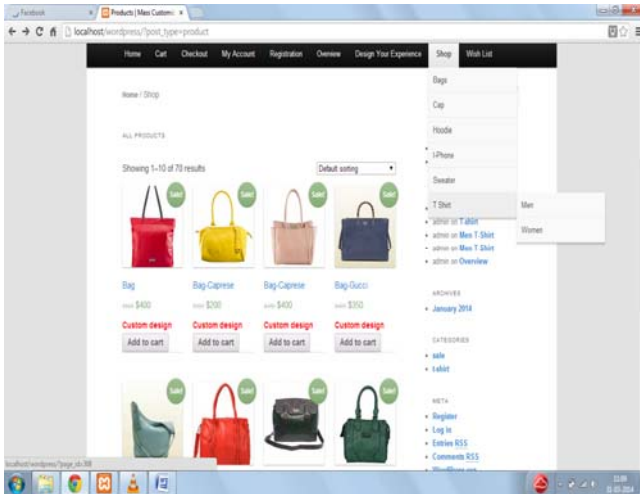 Facebook
Products | Mass Customi
localhost/wordpress/?post_type=product
Home Cart Checkout My Account Registration Overview Design Your Experience Shop Wish List
Bags
Cap
Hoodie
I-Phone
Sweater
T Shirt
Men
Women
Home / Shop
ALL PRODUCTS
Showing 1–10 of 70 results
Default sorting
Sale! Sale! Sale! Sale!
Bag Bag-Caprese Bag-Caprese Bag-Gucci
$400 $200 $400 $350
Custom design Custom design Custom design Custom design
Add to cart Add to cart Add to cart Add to cart
Sale! Sale! Sale! Sale!
admin on T-shirt
admin on Men T-Shirt
admin on Men T-Shirt
admin on Overview
ARCHIVES
January 2014
CATEGORIES
sale
t-shirt
META
Register
Log in
Entries RSS
Comments RSS
WordPress.org
localhost/wordpress/?page_id=308